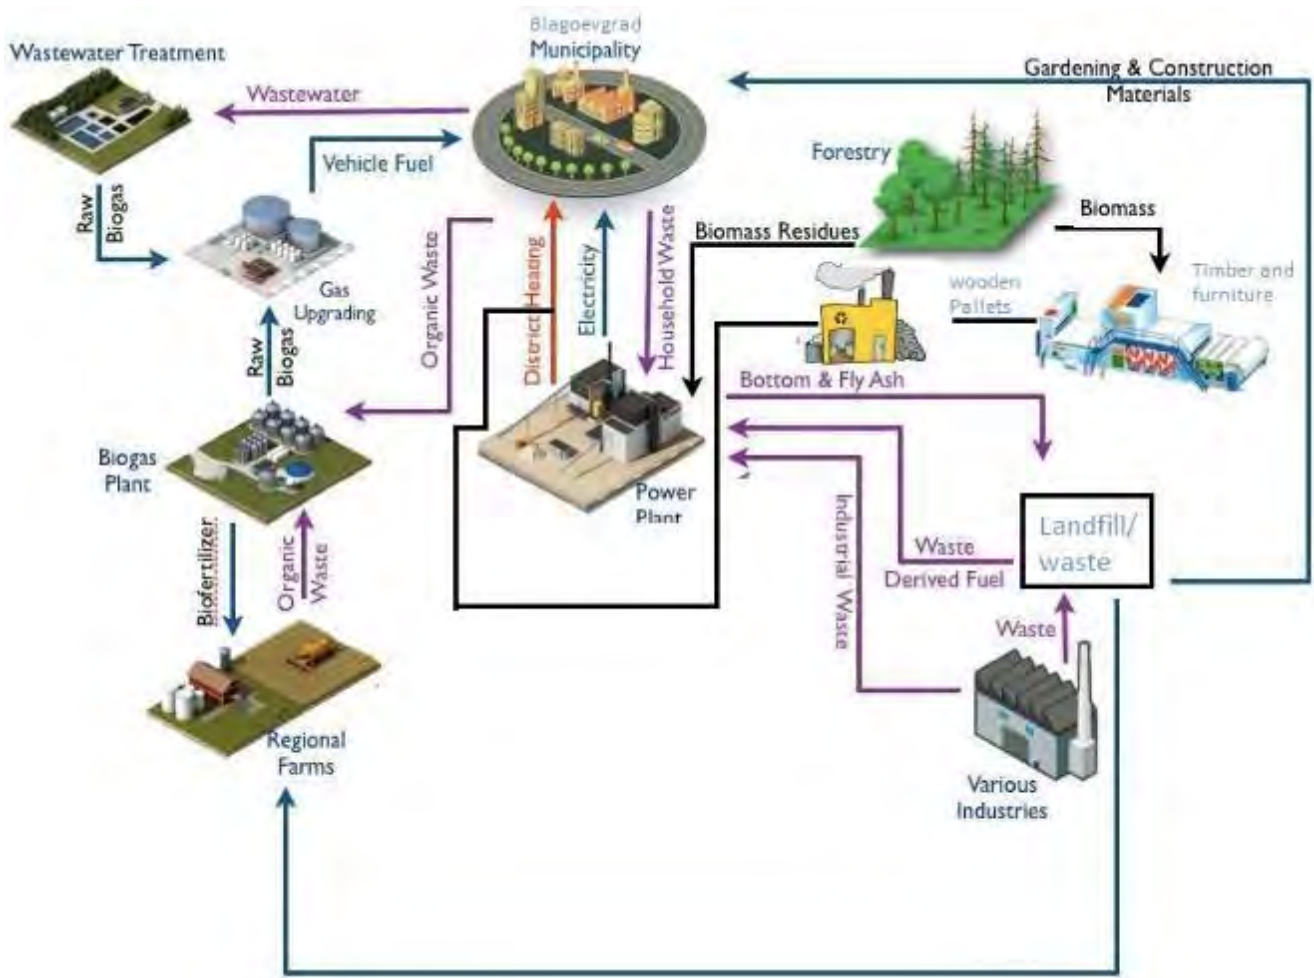 Blagoevgrad
Municipality
Wastewater Treatment
Gardening & Construction
Materials
Wastewater
Forestry
Vehicle Fuel
Raw
Biogas
Biomass
Biomass Residues
Organic Waste
District Heating
Electricity
Household Waste
Timber and
furniture
wooden
Pallets
Gas
Upgrading
Raw
Biogas
Bottom & Fly Ash
Biogas
Plant
Power
Plant
Industrial Waste
Landfill/
waste
Waste
Derived Fuel
Biofertilizer
Organic
Waste
Waste
Regional
Farms
Various
Industries